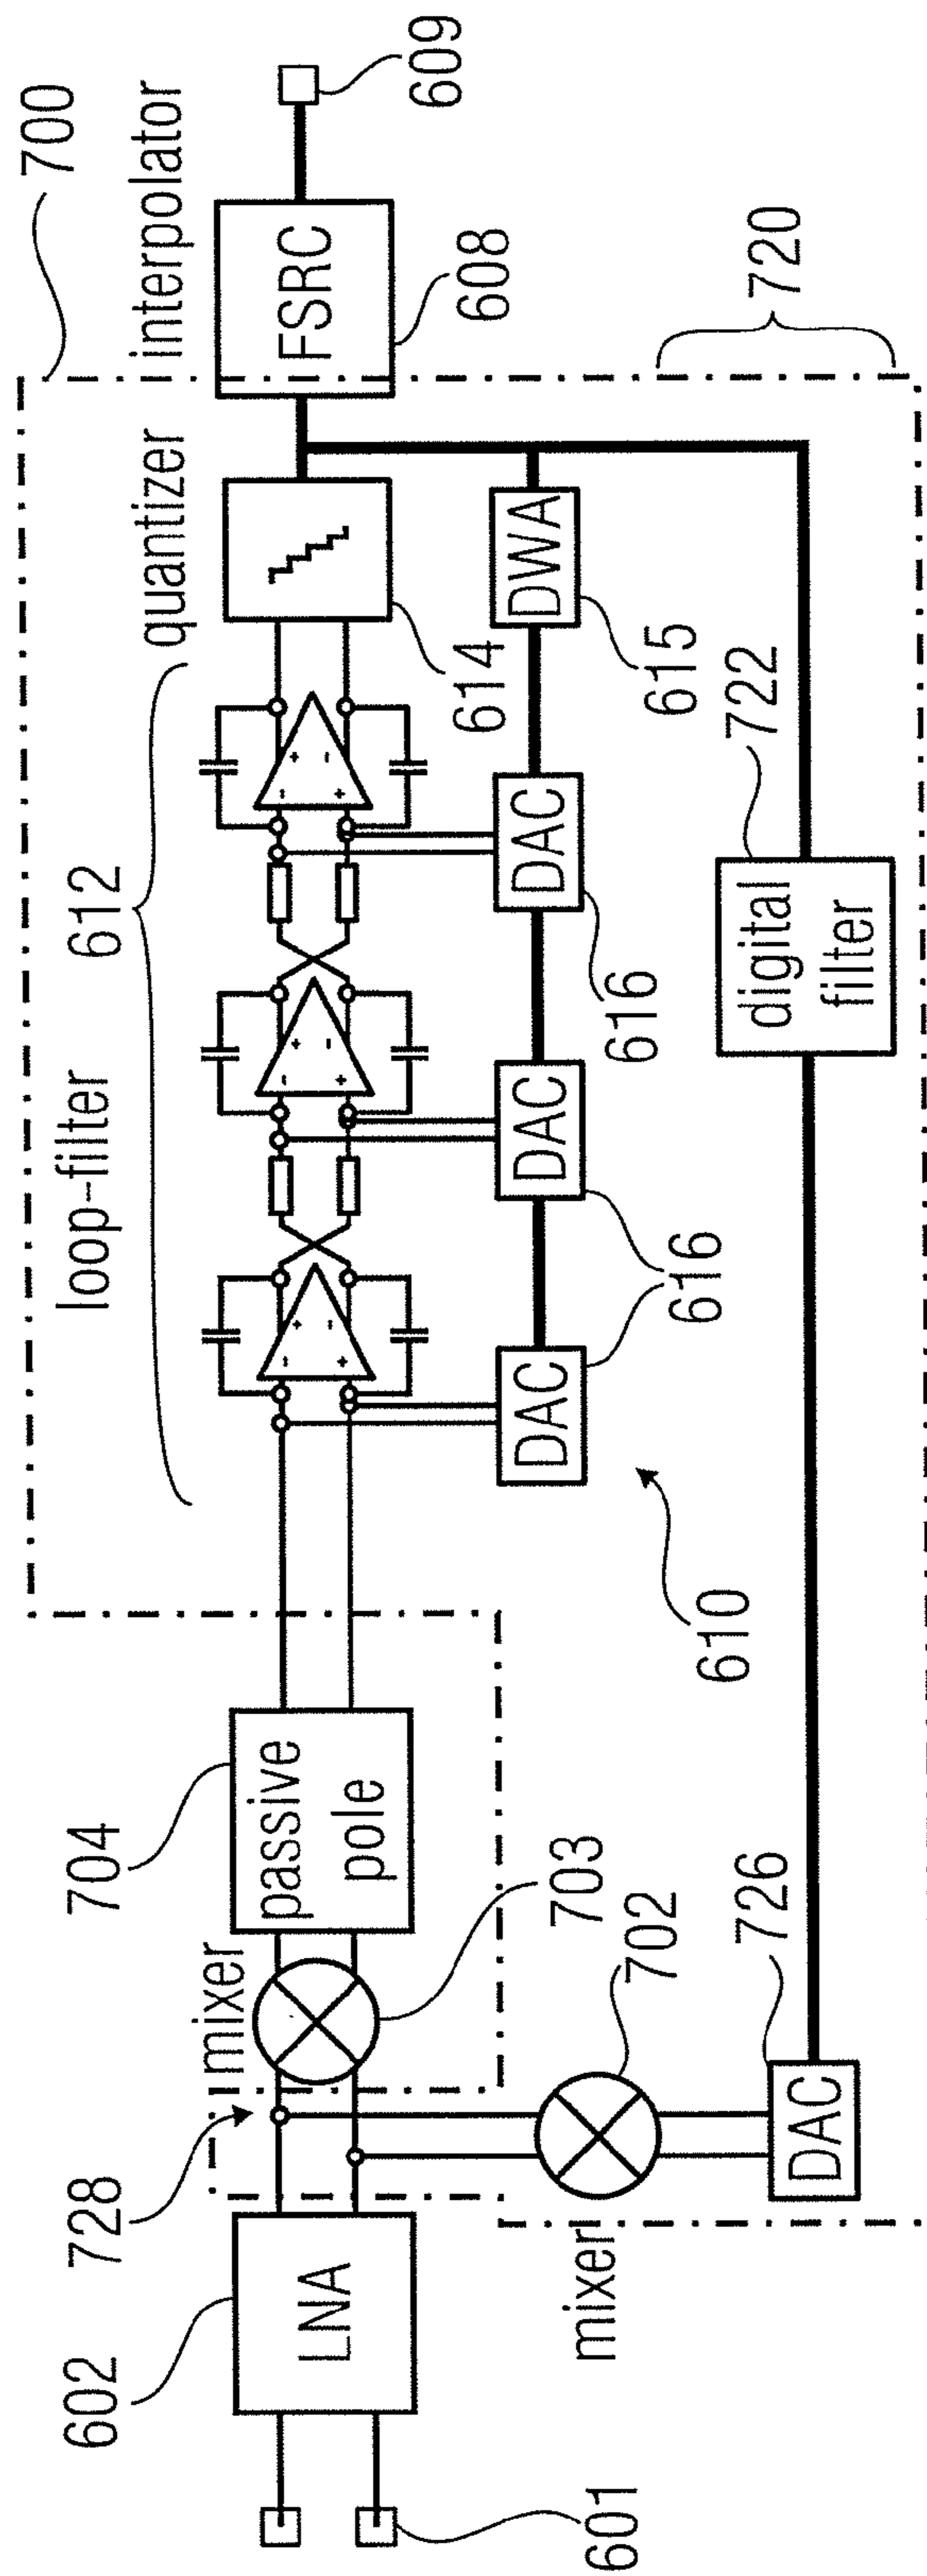 700
interpolator
609
FSRC
608
quantizer
614
loop-filter
612
- + + -
- + + -
- + + -
DWA
615
DAC
616
DAC
DAC
616
610
720
722
digital
filter
704
passive
pole
mixer
703
728
602
LNA
601
702
mixer
726
DAC